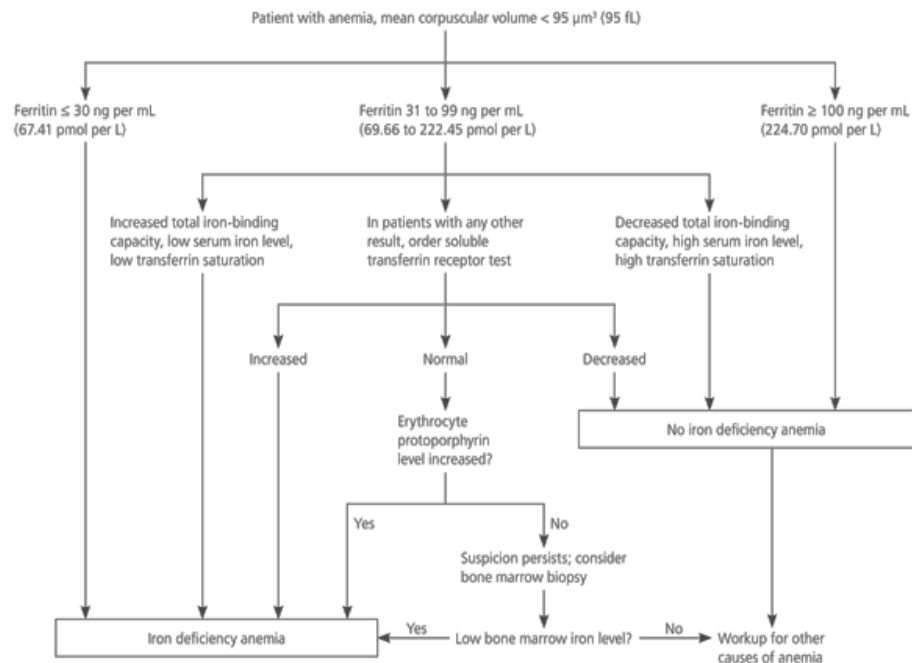 Patient with anemia, mean corpuscular volume < 95 µm³ (95 fL)
Ferritin ≤ 30 ng per mL
(67.41 pmol per L)
Ferritin 31 to 99 ng per mL
(69.66 to 222.45 pmol per L)
Ferritin ≥ 100 ng per mL
(224.70 pmol per L)
Increased total iron-binding
capacity, low serum iron level,
low transferrin saturation
In patients with any other
result, order soluble
transferrin receptor test
Decreased total iron-binding
capacity, high serum iron level,
high transferrin saturation
Increased
Normal
Decreased
Erythrocyte
protoporphyrin
level increased?
No iron deficiency anemia
Yes
No
Suspicion persists; consider
bone marrow biopsy
Iron deficiency anemia
Yes
Low bone marrow iron level?
No
Workup for other
causes of anemia